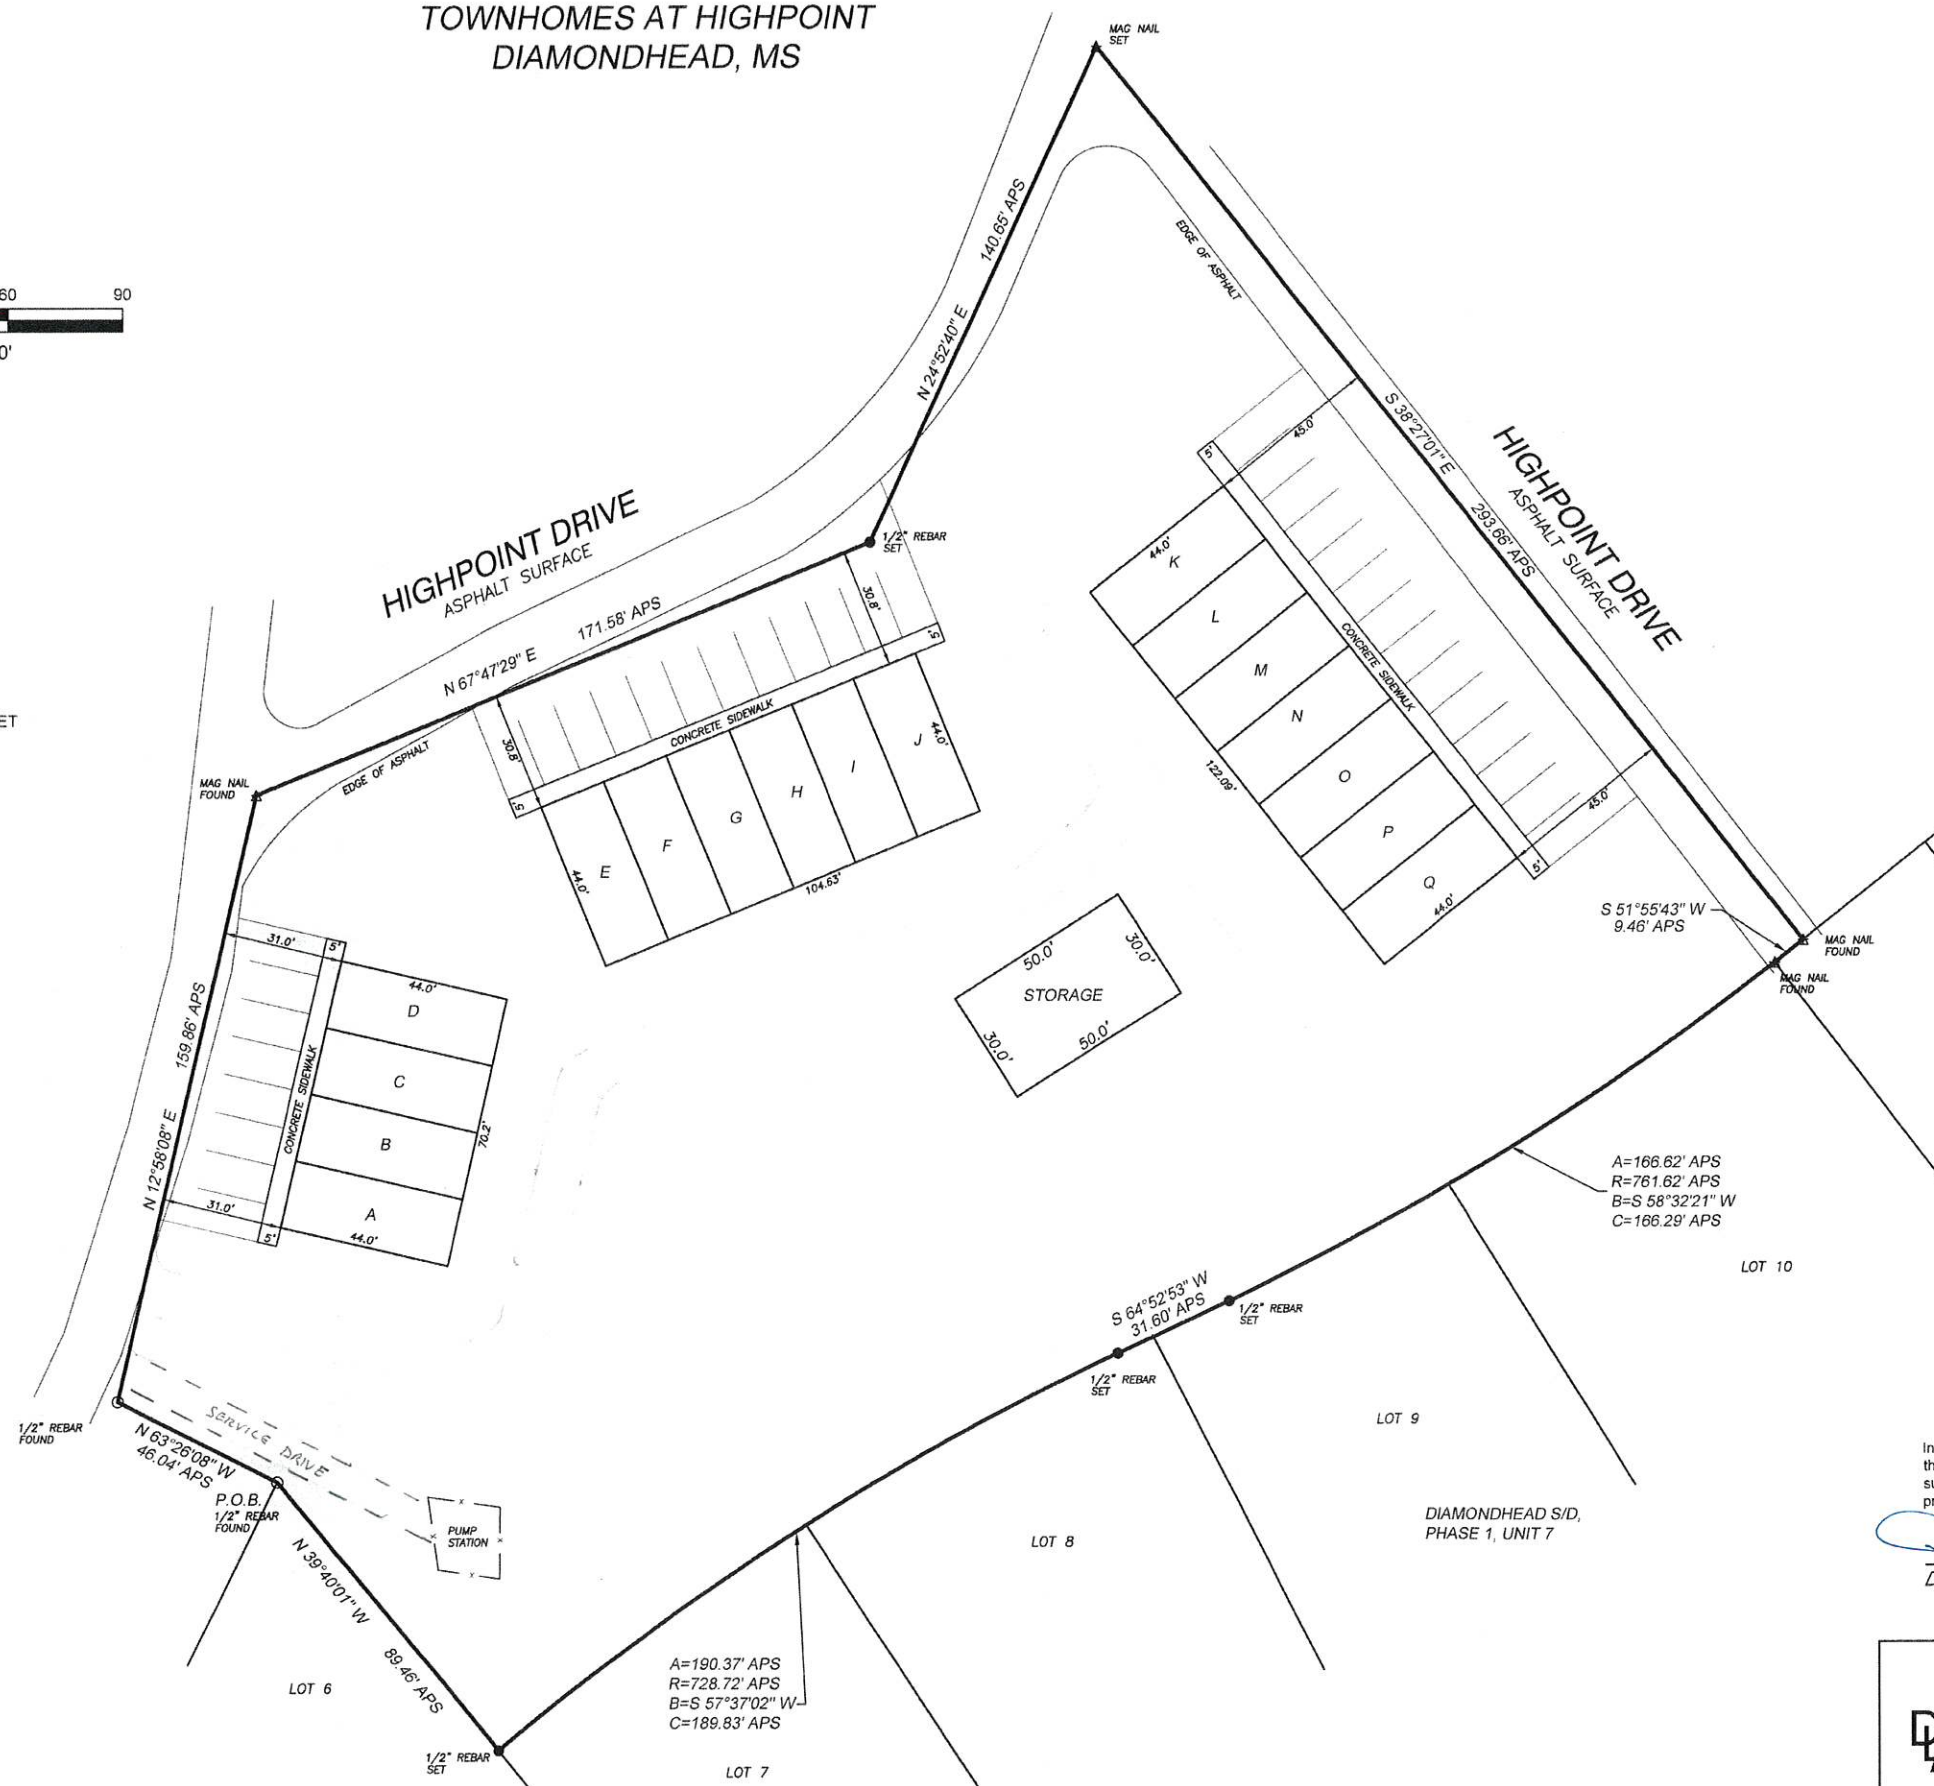 TOWNHOMES AT HIGHPOINT
DIAMONDHEAD, MS
MAG NAIL
SET
60
90
0'
ET
140.65' APS
N 24°52'40" E
EDGE OF ASPHALT
S 38°27'01" E
293.66' APS
HIGHPOINT DRIVE
ASPHALT SURFACE
45.0'
5'
44.0'
K
L
M
N
O
P
Q
122.09'
CONCRETE SIDEWALK
45.0'
5'
44.0'
HIGHPOINT DRIVE
ASPHALT SURFACE
171.58' APS
N 67°47'29" E
1/2" REBAR
SET
30.8'
5'
CONCRETE SIDEWALK
30.8'
5'
44.0'
E
F
G
H
I
J
44.0'
104.63'
EDGE OF ASPHALT
MAG NAIL
FOUND
31.0'
5'
44.0'
D
C
B
A
70.2'
CONCRETE SIDEWALK
159.86' APS
N 12°58'08" E
31.0'
5'
44.0'
50.0'
30.0'
STORAGE
30.0'
50.0'
S 51°55'43" W
9.46' APS
MAG NAIL
FOUND
MAG NAIL
FOUND
A=166.62' APS
R=761.62' APS
B=S 58°32'21" W
C=166.29' APS
LOT 10
S 64°52'53" W
31.60' APS
1/2" REBAR
SET
1/2" REBAR
SET
LOT 9
SERVICE DRIVE
1/2" REBAR
FOUND
N 63°26'08" W
46.04' APS
P.O.B.
1/2" REBAR
FOUND
PUMP
STATION
N 39°40'01" W
89.46' APS
LOT 8
DIAMONDHEAD S/D,
PHASE 1, UNIT 7
In
th
su
pr
A=190.37' APS
R=728.72' APS
B=S 57°37'02" W
C=189.83' APS
LOT 6
1/2" REBAR
SET
LOT 7